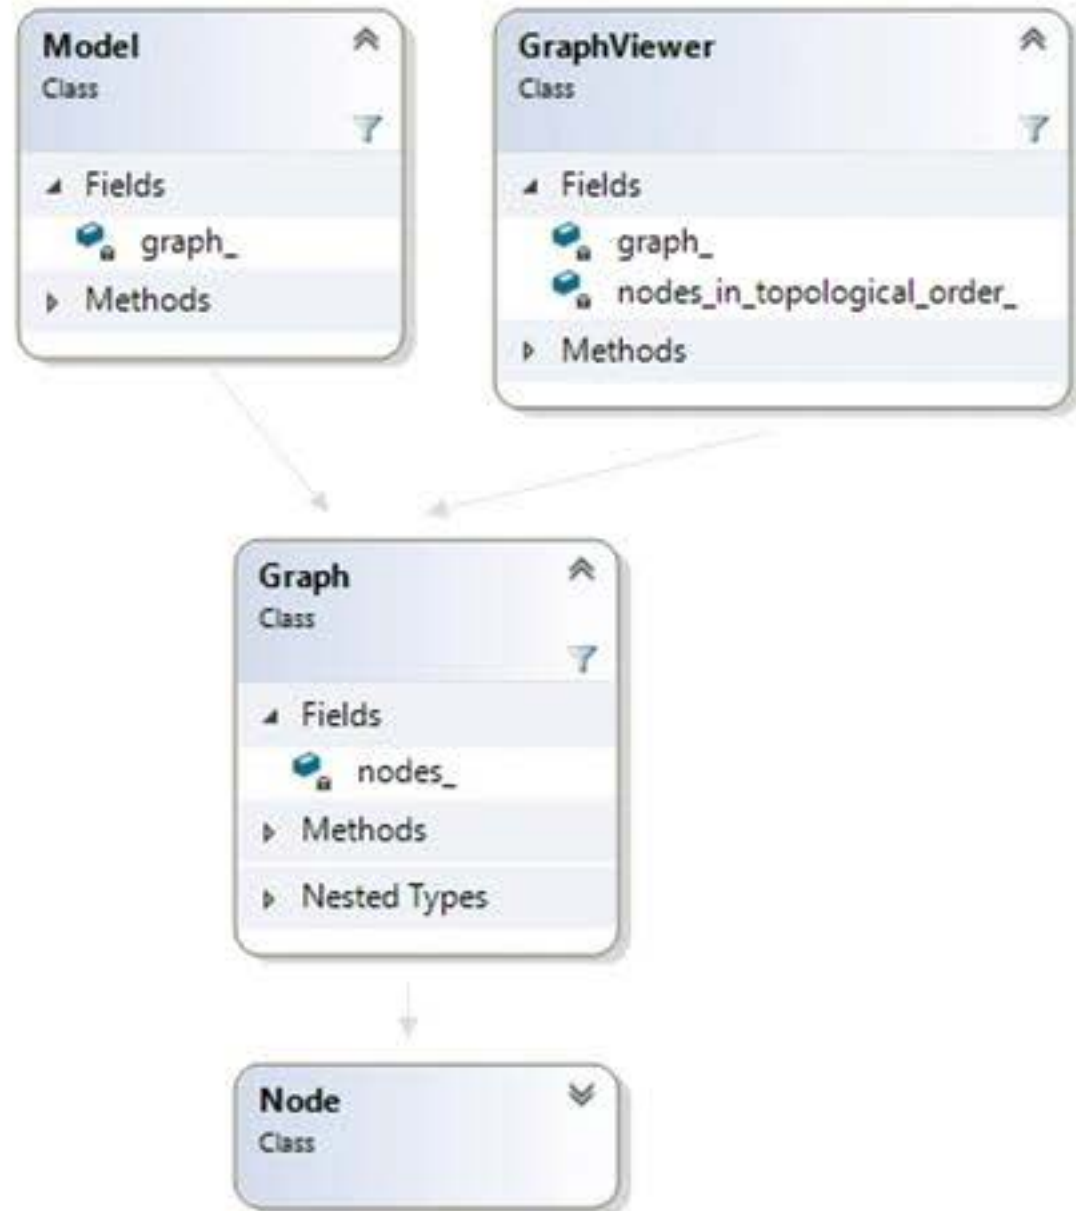 Model
Class
Fields
graph_
Methods
GraphViewer
Class
Fields
graph_
nodes_in_topological_order_
Methods
Graph
Class
Fields
nodes_
Methods
Nested Types
Node
Class